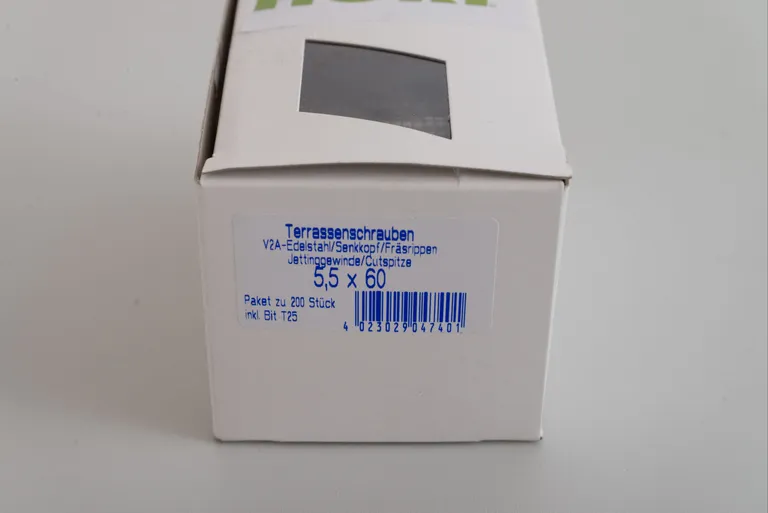 Terrassenschrauben
V2A-Edelstahl/Senkkopf/Fräsrippen
Jettinggewinde/Cutspitze
5,5 x 60
Paket zu 200 Stück
inkl. Bit T25
4 023029 047401